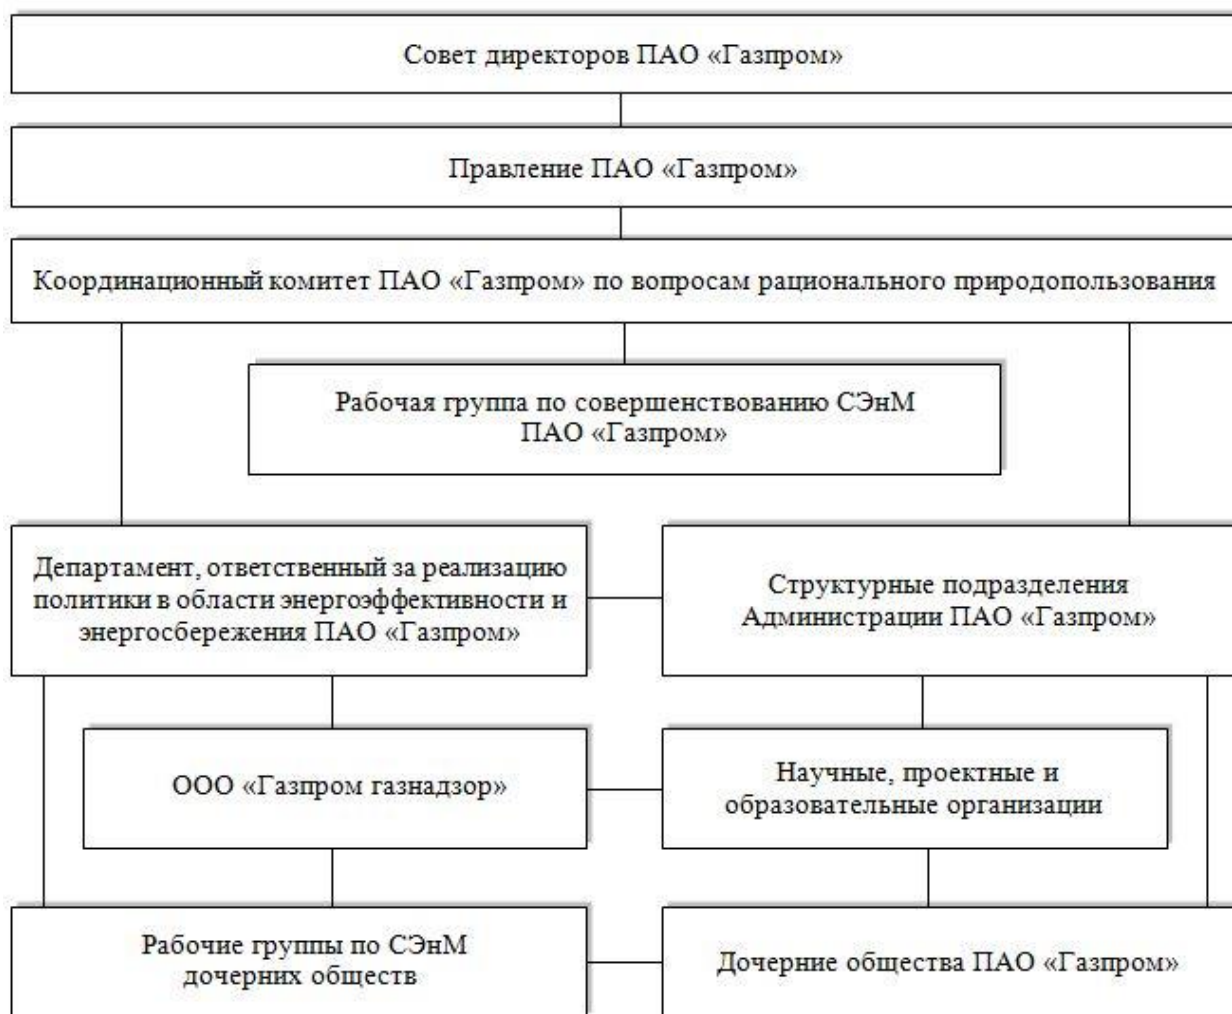 Совет директоров ПАО «Газпром»
Правление ПАО «Газпром»
Координационный комитет ПАО «Газпром» по вопросам рационального природопользования
Рабочая группа по совершенствованию СЭнМ
ПАО «Газпром»
Департамент, ответственный за реализацию
политики в области энергоэффективности и
энергосбережения ПАО «Газпром»
Структурные подразделения
Администрации ПАО «Газпром»
ООО «Газпром газнадзор»
Научные, проектные и
образовательные организации
Рабочие группы по СЭнМ
дочерних обществ
Дочерние общества ПАО «Газпром»